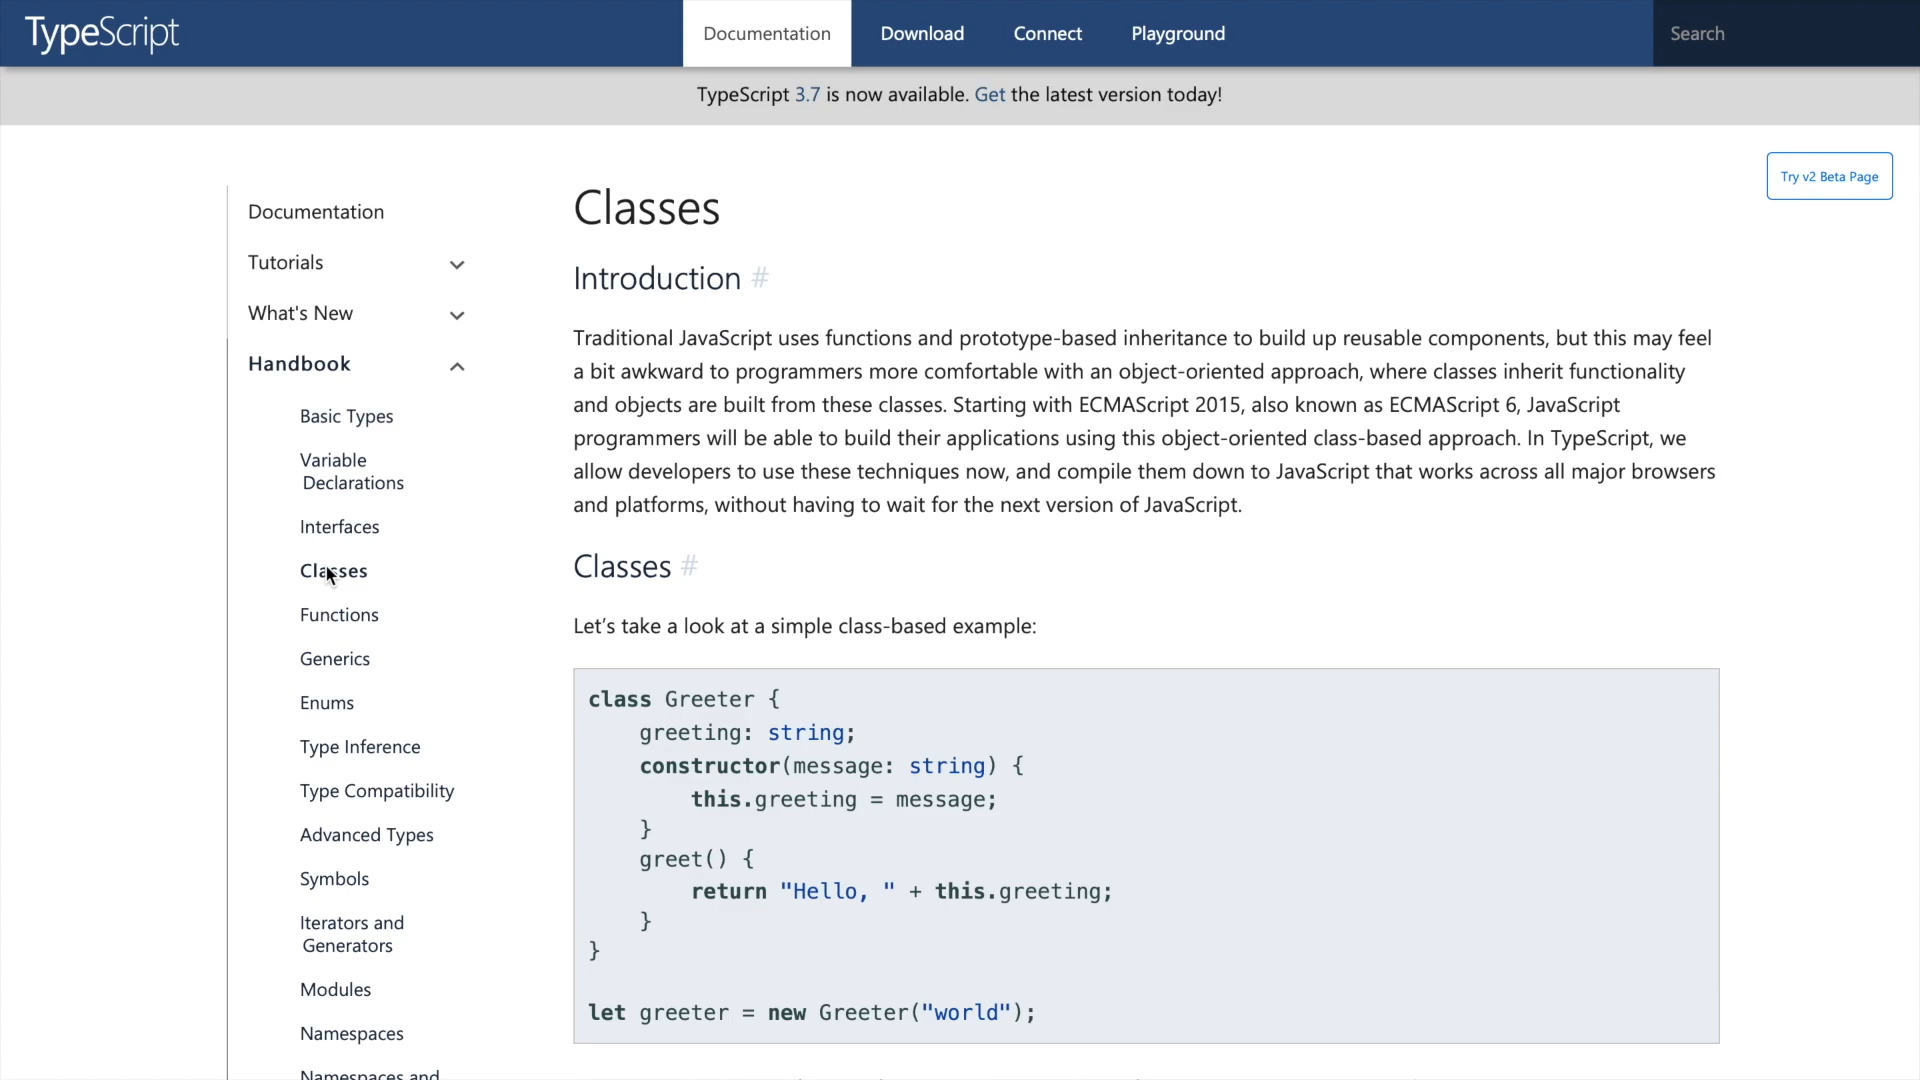 TypeScript
Documentation
Download
Connect
Playground
Search
TypeScript 3.7 is now available. Get the latest version today!
Try v2 Beta Page
Documentation
Tutorials
What's New
Handbook
Basic Types
Variable
Declarations
Interfaces
Classes
Functions
Generics
Enums
Type Inference
Type Compatibility
Advanced Types
Symbols
Iterators and
Generators
Modules
Namespaces
Namespaces and
Classes
Introduction #
Traditional JavaScript uses functions and prototype-based inheritance to build up reusable components, but this may feel
a bit awkward to programmers more comfortable with an object-oriented approach, where classes inherit functionality
and objects are built from these classes. Starting with ECMAScript 2015, also known as ECMAScript 6, JavaScript
programmers will be able to build their applications using this object-oriented class-based approach. In TypeScript, we
allow developers to use these techniques now, and compile them down to JavaScript that works across all major browsers
and platforms, without having to wait for the next version of JavaScript.
Classes #
Let’s take a look at a simple class-based example:
class Greeter {
    greeting: string;
    constructor(message: string) {
        this.greeting = message;
    }
    greet() {
        return "Hello, " + this.greeting;
    }
}
let greeter = new Greeter("world");